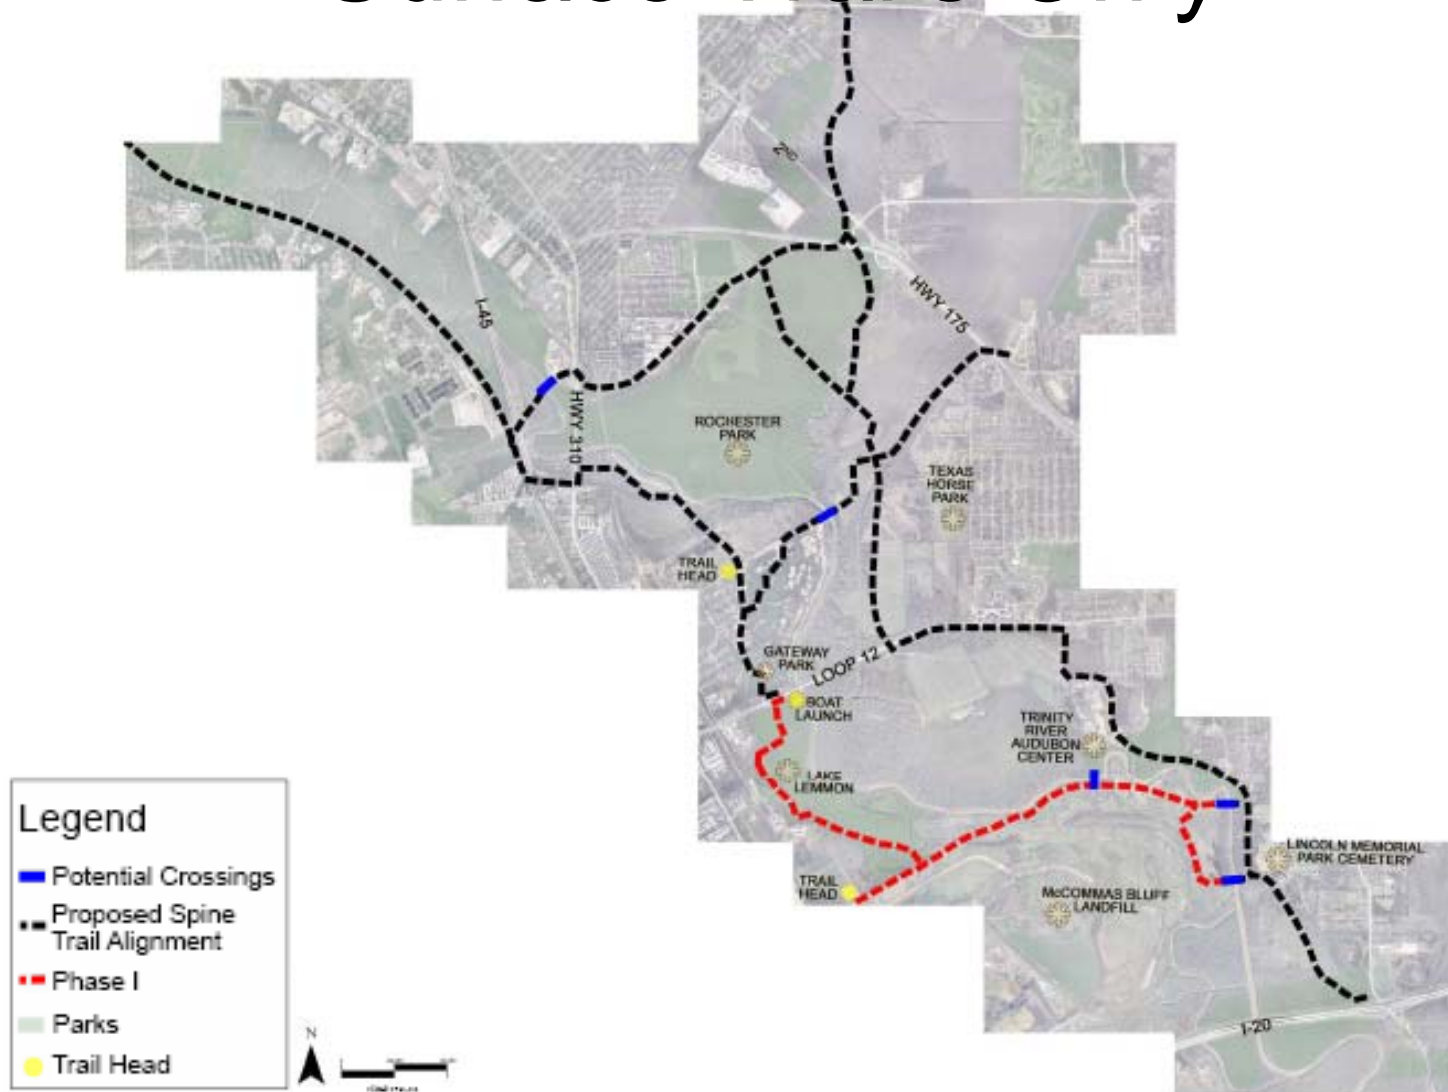 2ND
I-45
HWY 175
HWY 310
ROCHESTER
PARK
TEXAS
HORSE
PARK
TRAIL
HEAD
GATEWAY
PARK
LOOP 12
BOAT
LAUNCH
TRINITY
RIVER
AUDUBON
CENTER
LAKE
LEMMON
LINCOLN MEMORIAL
PARK CEMETERY
TRAIL
HEAD
McCOMMAS BLUFF
LANDFILL
I-20
Legend
Potential Crossings
Proposed Spine
Trail Alignment
Phase I
Parks
Trail Head
N